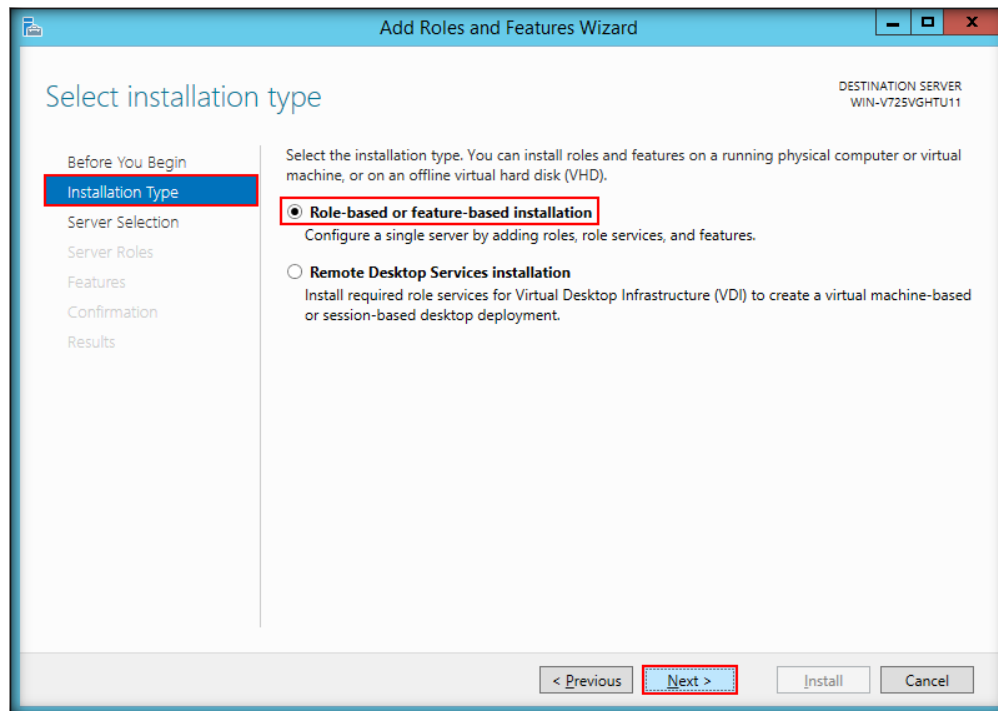 Add Roles and Features Wizard
Select installation type
DESTINATION SERVER
WIN-V725VGHTU11
Before You Begin
Installation Type
Server Selection
Server Roles
Features
Confirmation
Results
Select the installation type. You can install roles and features on a running physical computer or virtual
machine, or on an offline virtual hard disk (VHD).
Role-based or feature-based installation
Configure a single server by adding roles, role services, and features.
Remote Desktop Services installation
Install required role services for Virtual Desktop Infrastructure (VDI) to create a virtual machine-based
or session-based desktop deployment.
< Previous
Next >
Install
Cancel